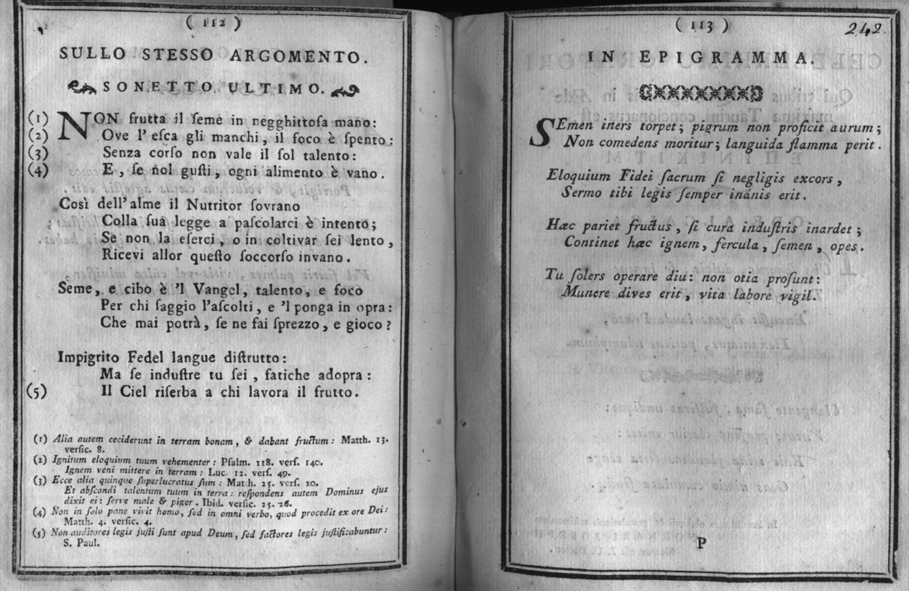 ( 112 )
SULLO STESSO ARGOMENTO.
SONETTO ULTIMO.
(1) NON frutta il ſeme in neghittoſa mano:
(2) Ove l' eſca gli manchi, il foco è ſpento:
(3) Senza corſo non vale il ſol talento:
(4) E, ſe nol guſti, ogni alimento è vano.
Così dell'alme il Nutritor ſovrano
Colla ſua legge a paſcolarci è intento;
Se non la eſerci, o in coltivar ſei lento,
Ricevi allor queſto ſoccorſo invano.
Seme, e cibo è 'l Vangel, talento, e foco
Per chi ſaggio l'aſcolti, e 'l ponga in opra:
Che mai potrà, ſe ne fai ſprezzo, e gioco?
Impigrito Fedel langue diſtrutto:
Ma ſe induſtre tu ſei, fatiche adopra:
(5) Il Ciel riſerba a chi lavora il frutto.
(1) Alia autem ceciderunt in terram bonam, & dabant fructum: Matth. 13.
verſic. 8.
(2) Ignitum eloquium tuum vehementer: Pſalm. 118. verſ. 140.
Ignem veni mittere in terram: Luc. 12. verſ. 49.
(3) Ecce alia quinque ſuperlucratus ſum: Matth. 25. verſ. 20.
Et abſcondi talentum tuum in terra: reſpondens autem Dominus ejus
dixit ei: ſerve male & piger. Ibid. verſic. 25. 26.
(4) Non in ſolo pane vivit homo, ſed in omni verbo, quod procedit ex ore Dei:
Matth. 4. verſic. 4.
(5) Non auditores legis juſti ſunt apud Deum, ſed factores legis juſtificabuntur:
S. Paul.
( 113 )
242
IN EPIGRAMMA.
SEmen iners torpet; pigrum non proficit aurum;
Non comedens moritur; languida flamma perit.
Eloquium Fidei ſacrum ſi negligis excors,
Sermo tibi legis ſemper inanis erit.
Hæc pariet fructus, ſi cura induſtris inardet;
Continet hæc ignem, fercula, ſemen, opes.
Tu ſolers operare diu: non otia proſunt:
Munere dives erit, vita labore vigil.
P